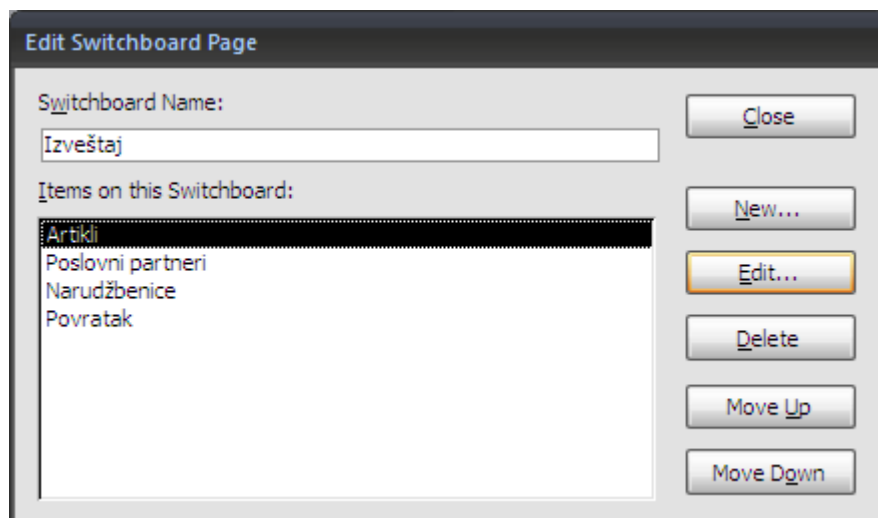 Edit Switchboard Page
Switchboard Name:
Close
Izveštaj
Items on this Switchboard:
New...
Artikli
Poslovni partneri
Edit...
Narudžbenice
Povratak
Delete
Move Up
Move Down